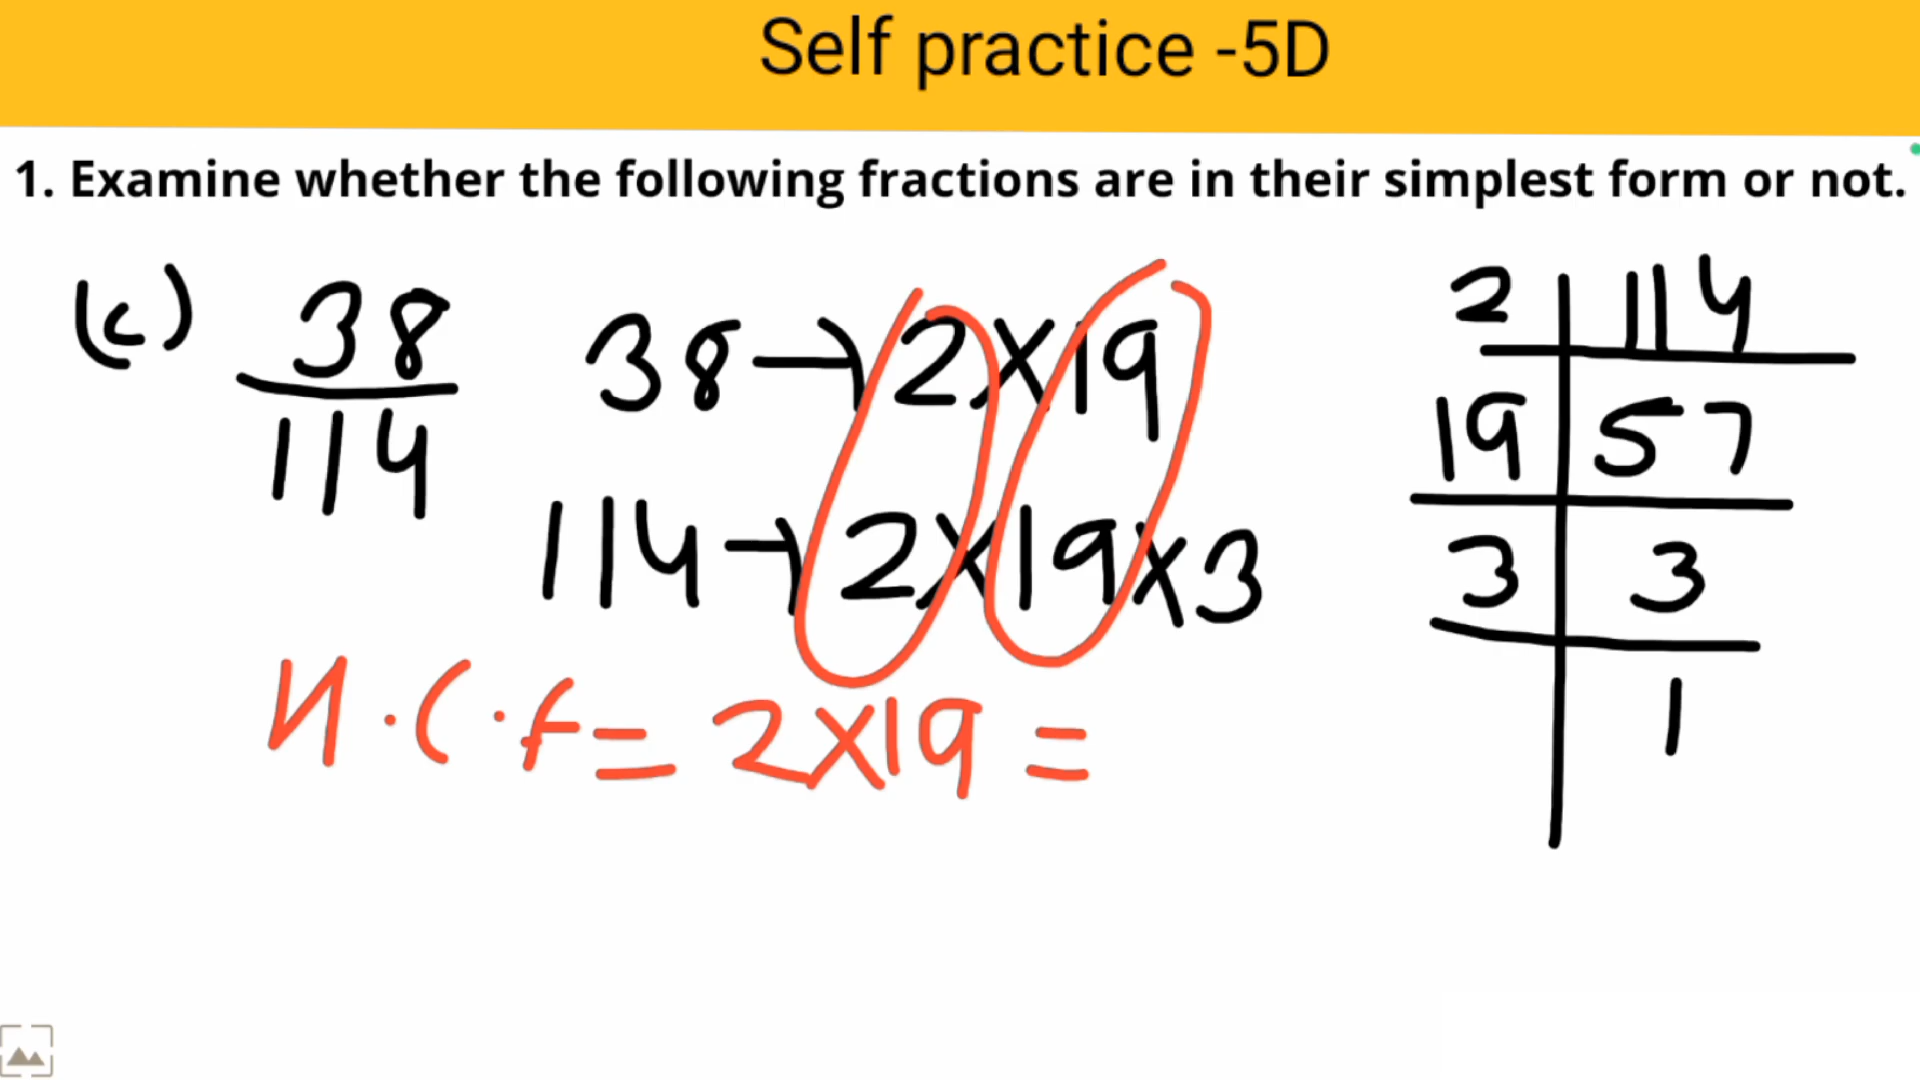 Self practice -5D
1. Examine whether the following fractions are in their simplest form or not.
(c) 38/114
38→2×19
114→2×19×3
H.C.f = 2×19 =
2 | 114
19 | 57
3 | 3
1